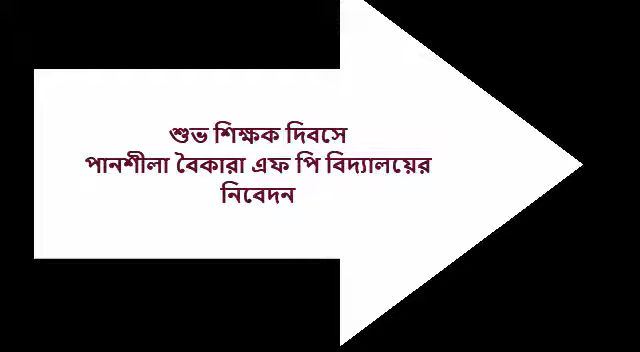 শুভ শিক্ষক দিবসে
পানশীলা বৈকারা এফ পি বিদ্যালয়ের
নিবেদন